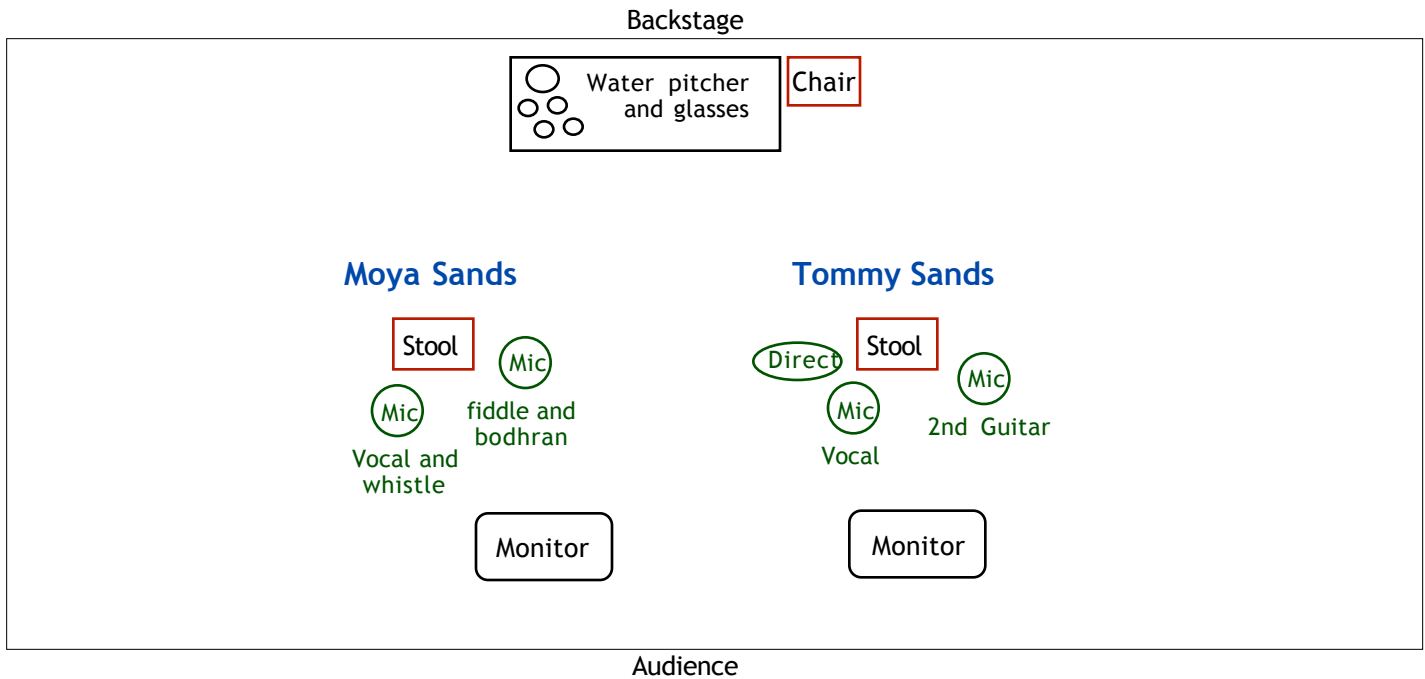 Backstage
Water pitcher
and glasses
Chair
Moya Sands
Tommy Sands
Stool
Mic
fiddle and
bodhran
Mic
Vocal and
whistle
Direct
Stool
Mic
Vocal
Mic
2nd Guitar
Monitor
Monitor
Audience